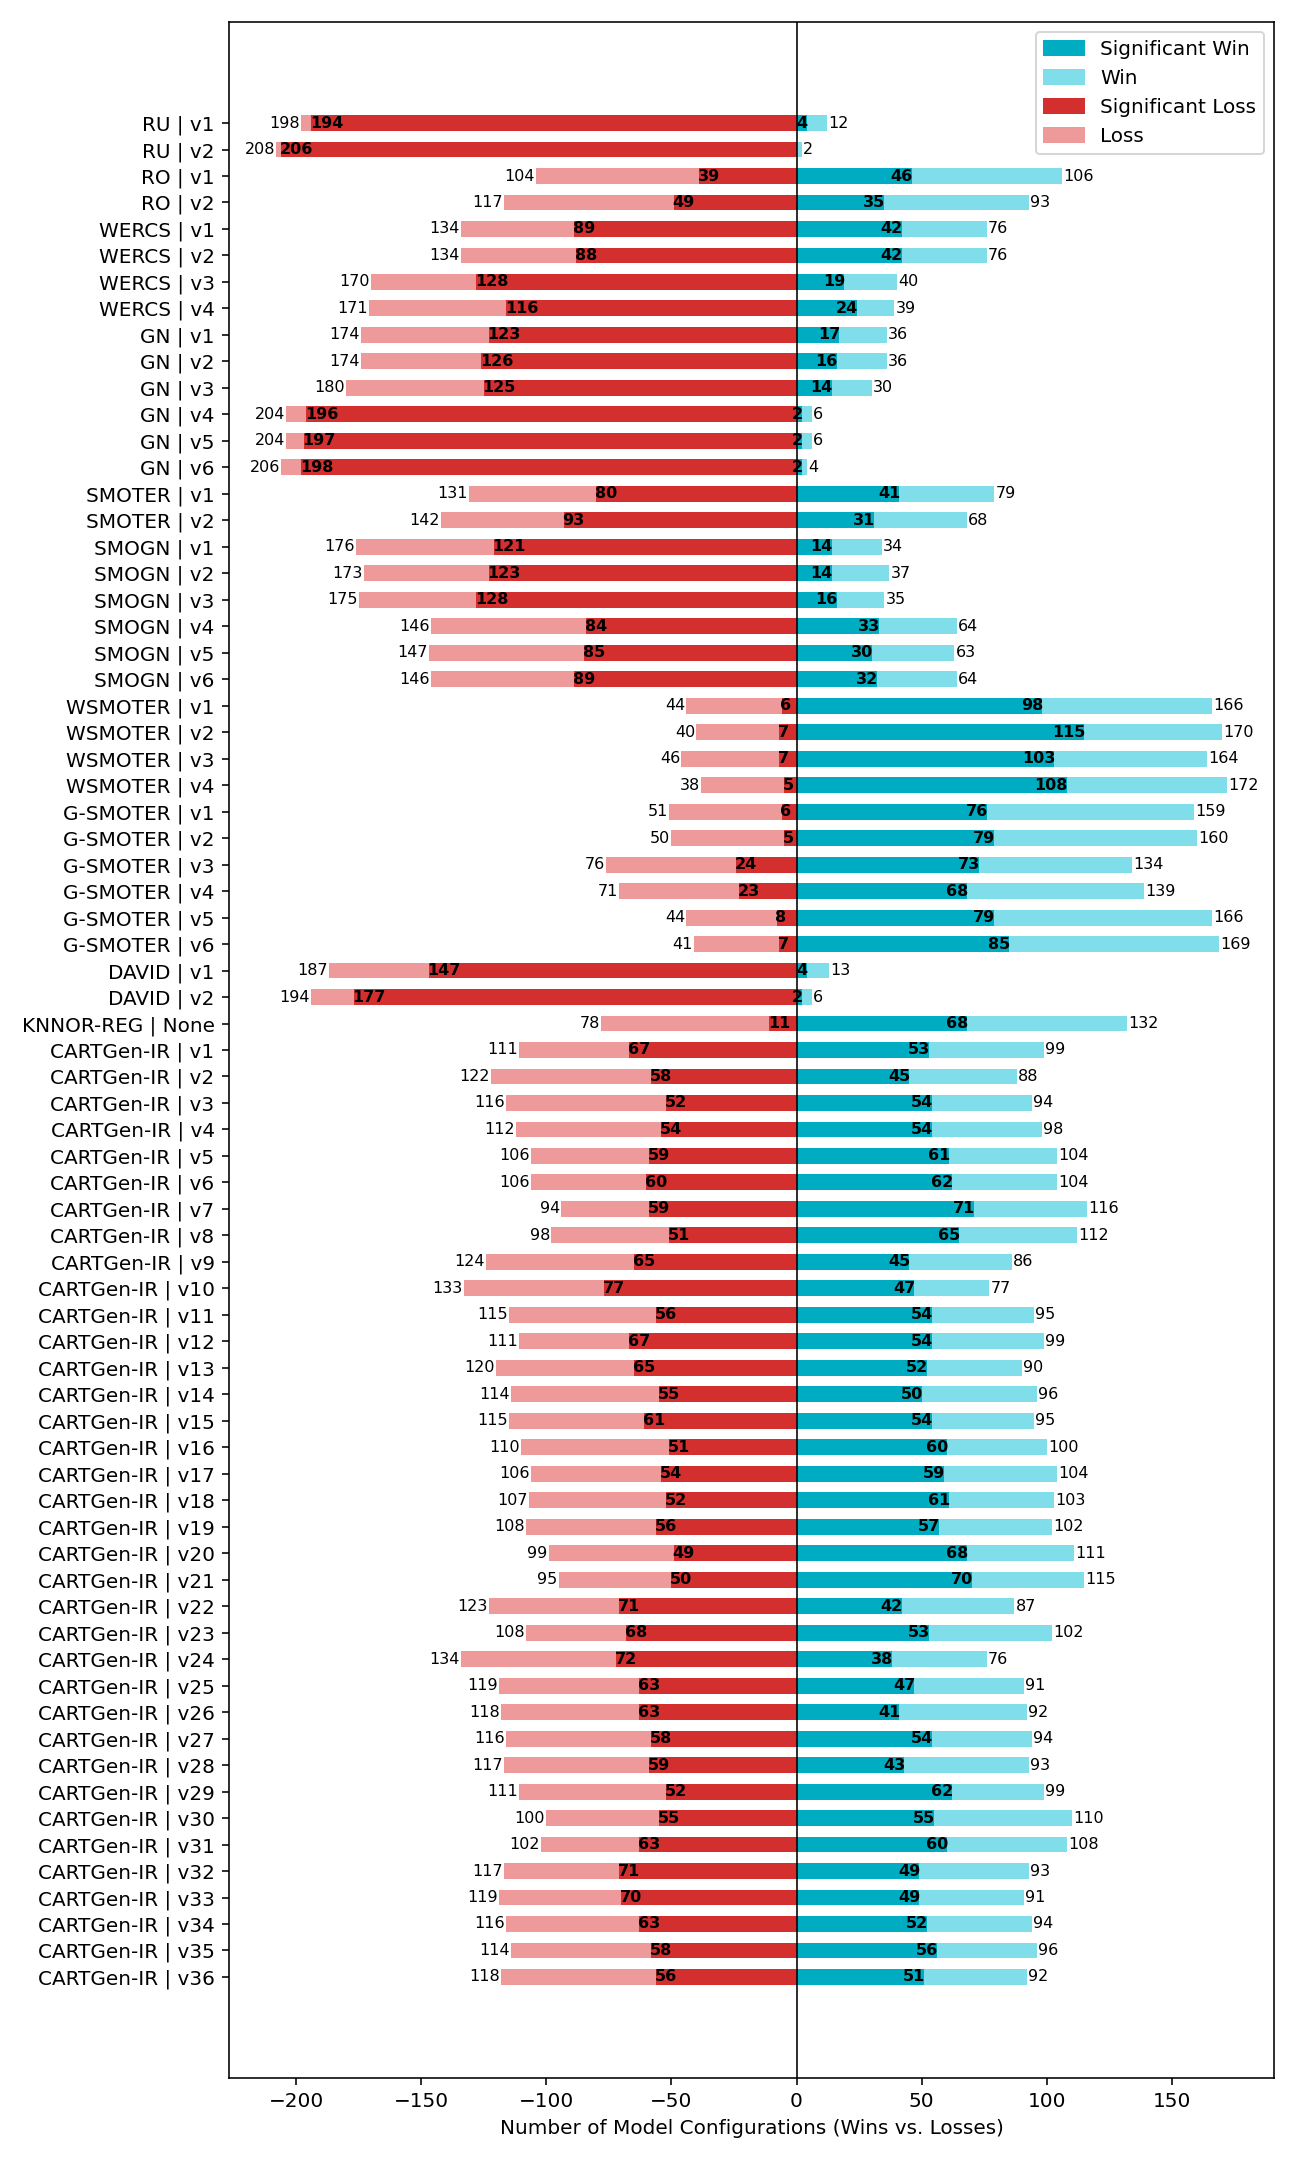 Significant Win
Win
Significant Loss
Loss
RU | v1 198 194 4 12
RU | v2 208 206 2
RO | v1 104 39 46 106
RO | v2 117 49 35 93
WERCS | v1 134 89 42 76
WERCS | v2 134 88 42 76
WERCS | v3 170 128 19 40
WERCS | v4 171 116 24 39
GN | v1 174 123 17 36
GN | v2 174 126 16 36
GN | v3 180 125 14 30
GN | v4 204 196 2 6
GN | v5 204 197 2 6
GN | v6 206 198 2 4
SMOTER | v1 131 80 41 79
SMOTER | v2 142 93 31 68
SMOGN | v1 176 121 14 34
SMOGN | v2 173 123 14 37
SMOGN | v3 175 128 16 35
SMOGN | v4 146 84 33 64
SMOGN | v5 147 85 30 63
SMOGN | v6 146 89 32 64
WSMOTER | v1 44 6 98 166
WSMOTER | v2 40 7 115 170
WSMOTER | v3 46 7 103 164
WSMOTER | v4 38 5 108 172
G-SMOTER | v1 51 6 76 159
G-SMOTER | v2 50 5 79 160
G-SMOTER | v3 76 24 73 134
G-SMOTER | v4 71 23 68 139
G-SMOTER | v5 44 8 79 166
G-SMOTER | v6 41 7 85 169
DAVID | v1 187 147 4 13
DAVID | v2 194 177 2 6
KNNOR-REG | None 78 11 68 132
CARTGen-IR | v1 111 67 53 99
CARTGen-IR | v2 122 58 45 88
CARTGen-IR | v3 116 52 54 94
CARTGen-IR | v4 112 54 54 98
CARTGen-IR | v5 106 59 61 104
CARTGen-IR | v6 106 60 62 104
CARTGen-IR | v7 94 59 71 116
CARTGen-IR | v8 98 51 65 112
CARTGen-IR | v9 124 65 45 86
CARTGen-IR | v10 133 77 47 77
CARTGen-IR | v11 115 56 54 95
CARTGen-IR | v12 111 67 54 99
CARTGen-IR | v13 120 65 52 90
CARTGen-IR | v14 114 55 50 96
CARTGen-IR | v15 115 61 54 95
CARTGen-IR | v16 110 51 60 100
CARTGen-IR | v17 106 54 59 104
CARTGen-IR | v18 107 52 61 103
CARTGen-IR | v19 108 56 57 102
CARTGen-IR | v20 99 49 68 111
CARTGen-IR | v21 95 50 70 115
CARTGen-IR | v22 123 71 42 87
CARTGen-IR | v23 108 68 53 102
CARTGen-IR | v24 134 72 38 76
CARTGen-IR | v25 119 63 47 91
CARTGen-IR | v26 118 63 41 92
CARTGen-IR | v27 116 58 54 94
CARTGen-IR | v28 117 59 43 93
CARTGen-IR | v29 111 52 62 99
CARTGen-IR | v30 100 55 55 110
CARTGen-IR | v31 102 63 60 108
CARTGen-IR | v32 117 71 49 93
CARTGen-IR | v33 119 70 49 91
CARTGen-IR | v34 116 63 52 94
CARTGen-IR | v35 114 58 56 96
CARTGen-IR | v36 118 56 51 92
−200 −150 −100 −50 0 50 100 150
Number of Model Configurations (Wins vs. Losses)